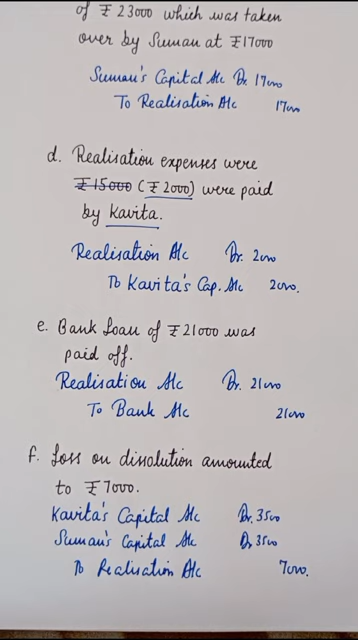 of ₹ 23000 which was taken
over by Suman at ₹17000
Suman's Capital A/c Dr. 17000
To Realisation A/c 17000
d. Realisation expenses were
₹15000 (₹2000) were paid
by Kavita.
Realisation A/c Dr. 2000
To Kavita's Cap. A/c 2000.
e. Bank loan of ₹21000 was
paid off.
Realisation A/c Dr. 21000
To Bank A/c 21000
f. Loss on dissolution amounted
to ₹7000.
Kavita's Capital A/c Dr. 3500
Suman's Capital A/c Dr 3500
To Realisation A/c 7000.